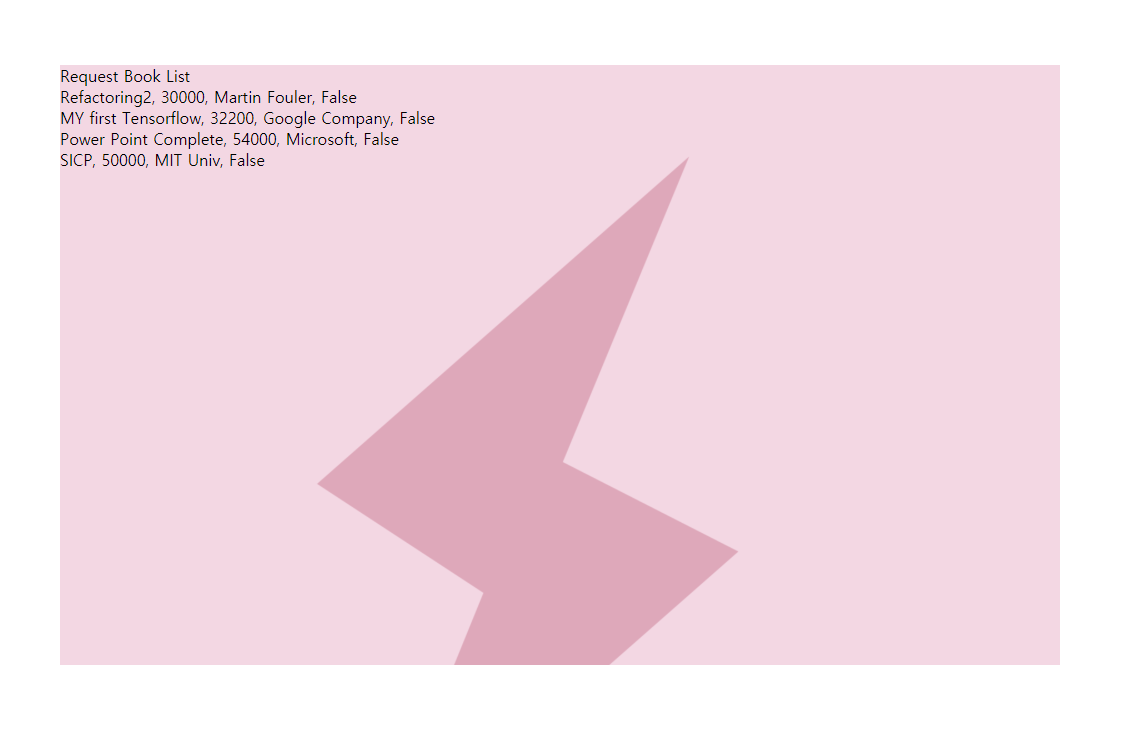 Request Book List
Refactoring2, 30000, Martin Fouler, False
MY first Tensorflow, 32200, Google Company, False
Power Point Complete, 54000, Microsoft, False
SICP, 50000, MIT Univ, False